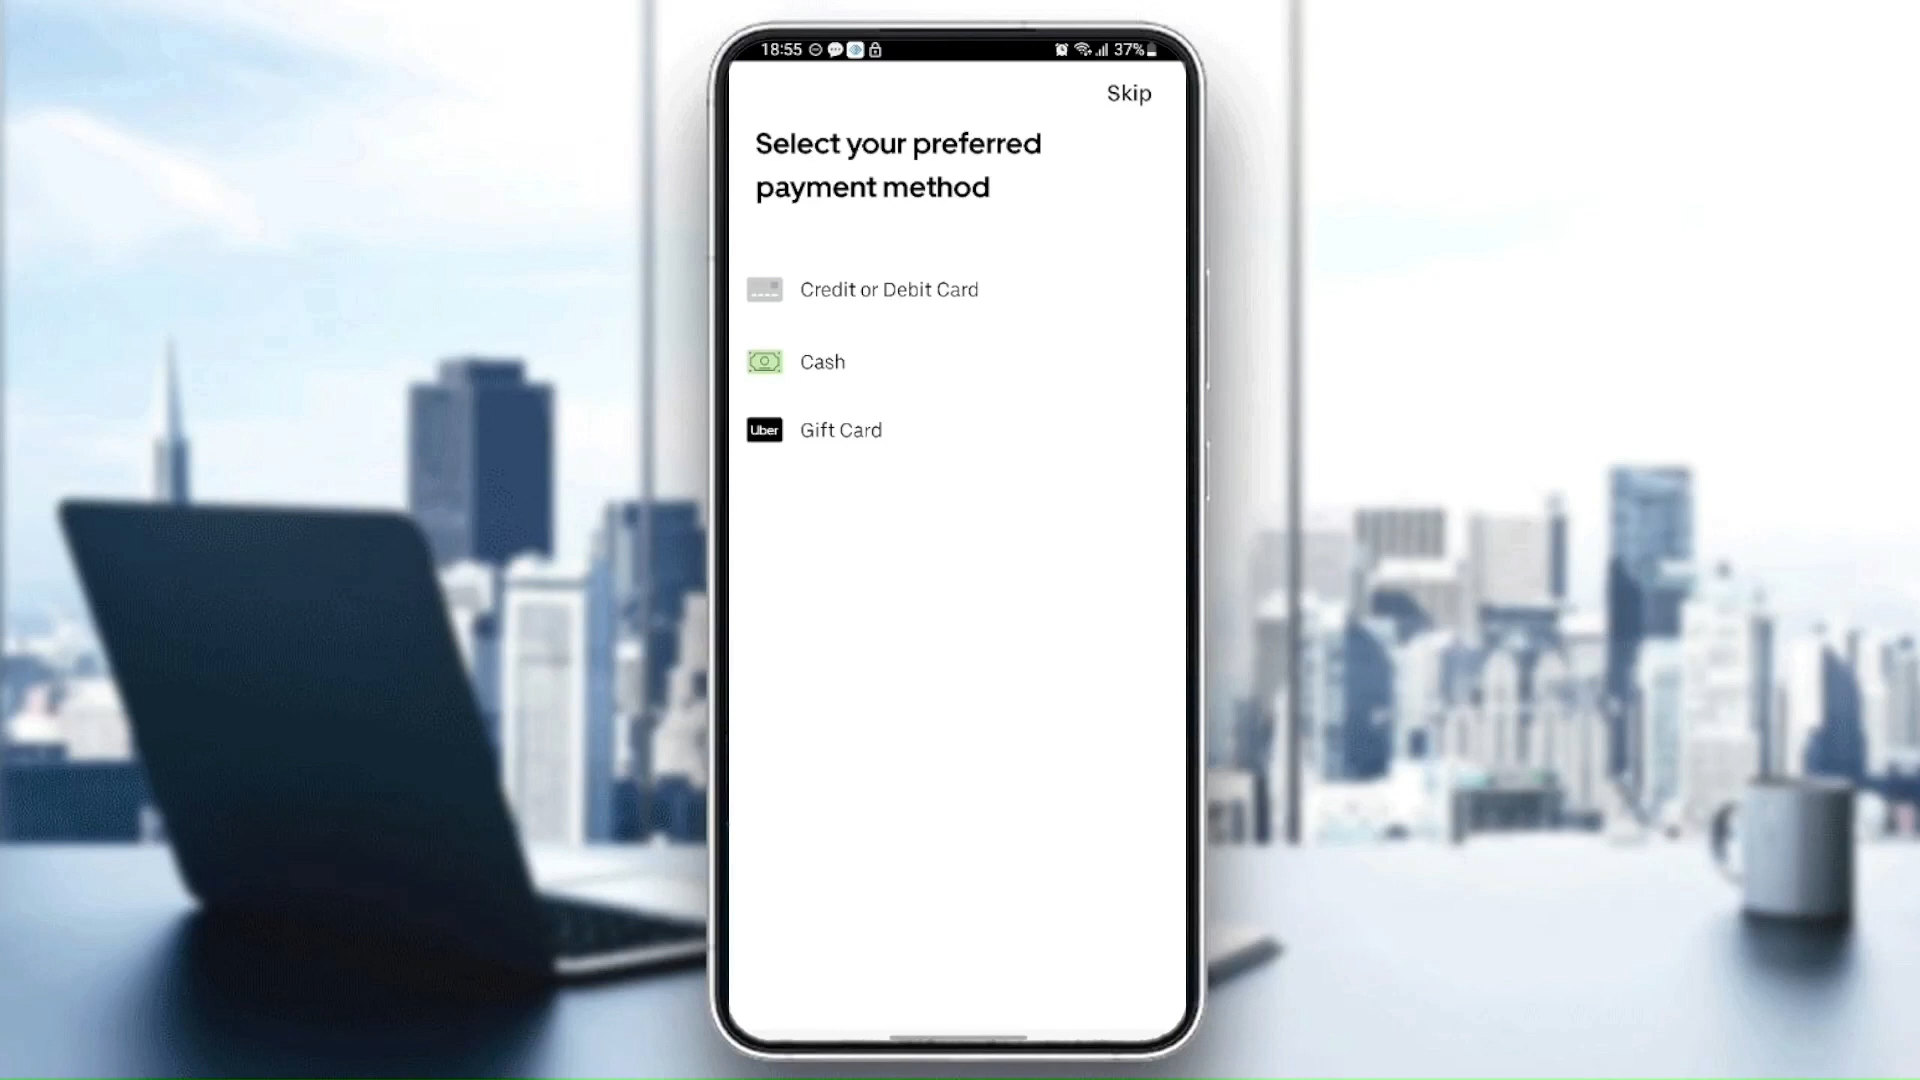 18:55 37%
Skip
Select your preferred
payment method
Credit or Debit Card
Cash
Uber Gift Card